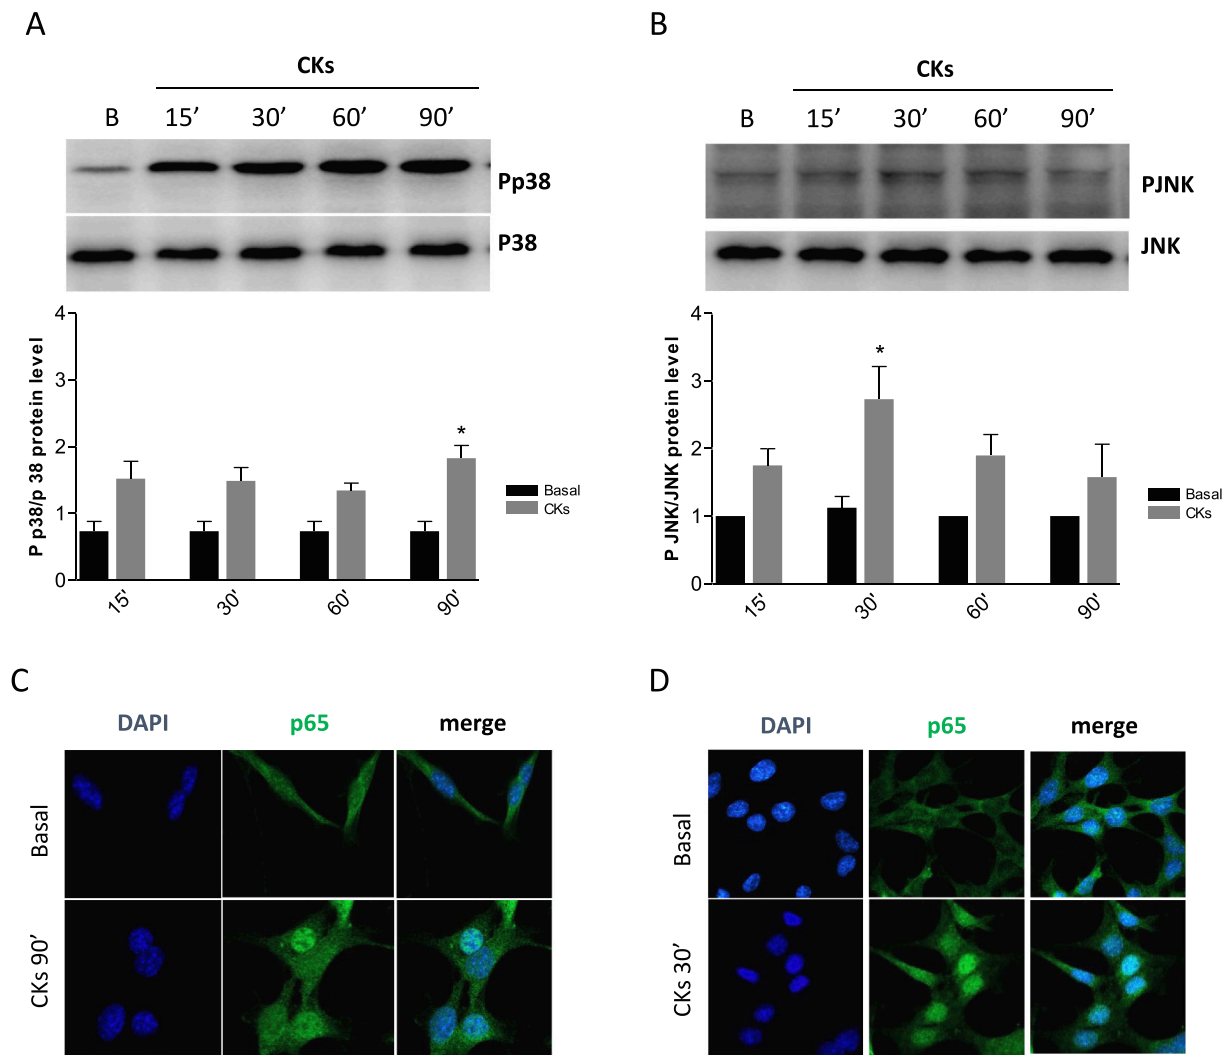 A
CKs
B 15’ 30’ 60’ 90’
Pp38
P38
P p38/p 38 protein level
4
3
2
1
0
*
15'
30'
60'
90'
Basal
CKs
B
CKs
B 15’ 30’ 60’ 90’
PJNK
JNK
P JNK/JNK protein level
4
3
2
1
0
*
15'
30'
60'
90'
Basal
CKs
C
DAPI p65 merge
Basal
CKs 90’
D
DAPI p65 merge
Basal
CKs 30’